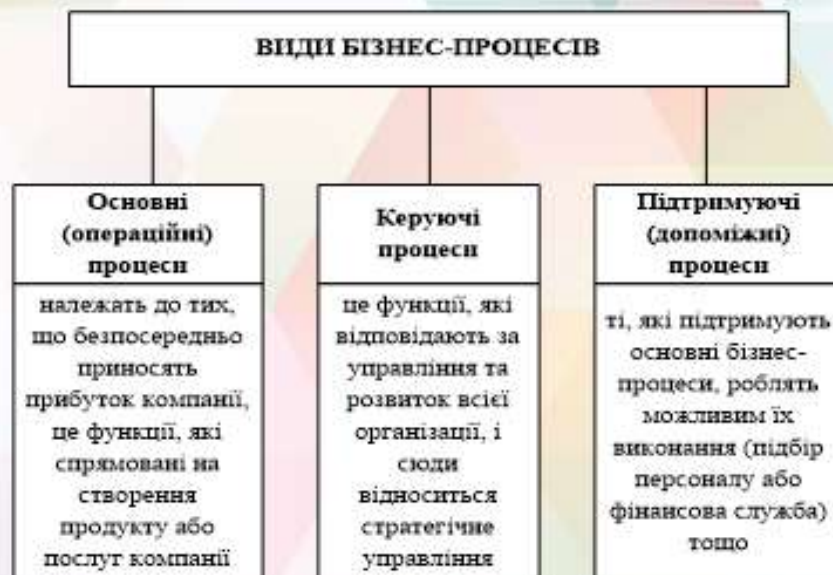 ВИДИ БІЗНЕС-ПРОЦЕСІВ
Основні
(операційні)
процеси
належать до тих,
що безпосередньо
приносять
прибуток компанії,
це функції, які
спрямовані на
створення
продукту або
послуг компанії
Керуючі
процеси
це функції, які
відповідають за
управління та
розвиток всієї
організації, і
сюди
відноситься
стратегічне
управління
Підтримуючі
(допоміжні)
процеси
ті, які підтримують
основні бізнес-
процеси, роблять
можливим їх
виконання (підбір
персоналу або
фінансова служба)
тощо